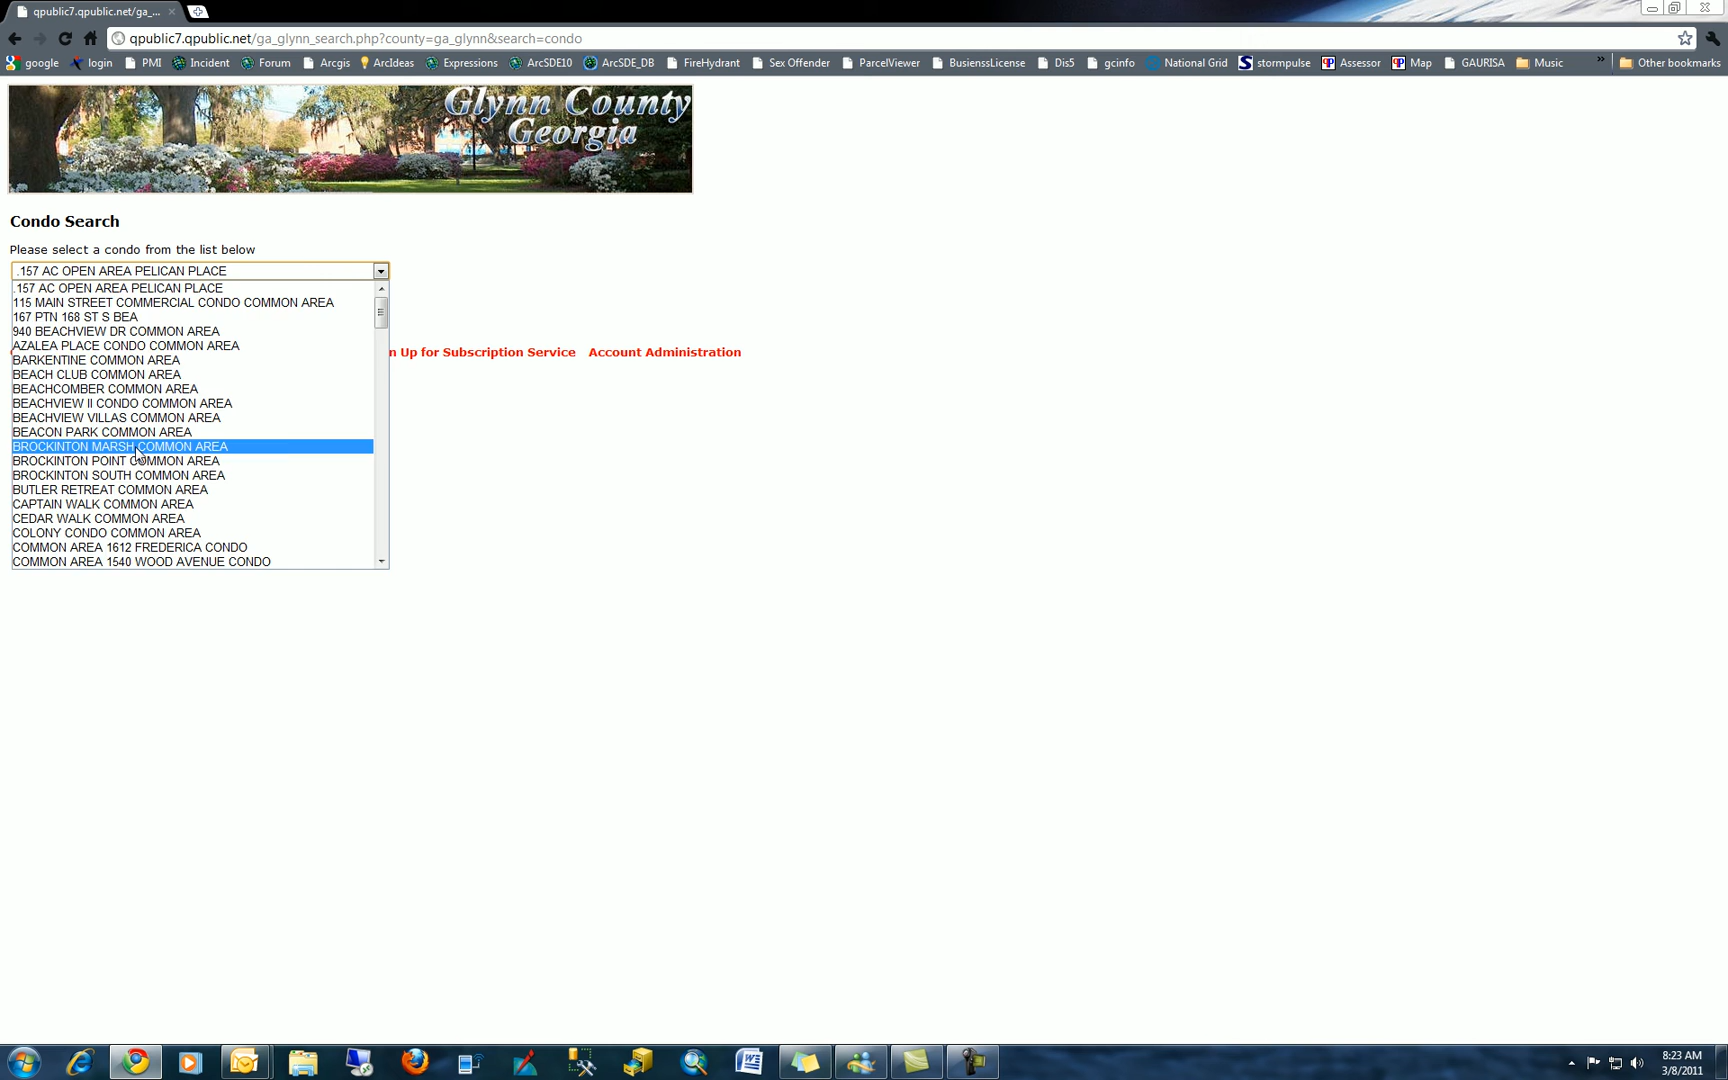 qpublic7.qpublic.net/ga_...
qpublic7.qpublic.net/ga_glynn_search.php?county=ga_glynn&search=condo
google login PMI Incident Forum Arcgis ArcIdeas Expressions ArcSDE10 ArcSDE_DB FireHydrant Sex Offender ParcelViewer BusienssLicense Dis5 gcinfo National Grid stormpulse Assessor Map GAURISA Music » Other bookmarks
Glynn County
Georgia
Condo Search
Please select a condo from the list below
.157 AC OPEN AREA PELICAN PLACE
.157 AC OPEN AREA PELICAN PLACE
115 MAIN STREET COMMERCIAL CONDO COMMON AREA
167 PTN 168 ST S BEA
940 BEACHVIEW DR COMMON AREA
AZALEA PLACE CONDO COMMON AREA
n Up for Subscription Service Account Administration
BARKENTINE COMMON AREA
BEACH CLUB COMMON AREA
BEACHCOMBER COMMON AREA
BEACHVIEW II CONDO COMMON AREA
BEACHVIEW VILLAS COMMON AREA
BEACON PARK COMMON AREA
BROCKINTON MARSH COMMON AREA
BROCKINTON POINT COMMON AREA
BROCKINTON SOUTH COMMON AREA
BUTLER RETREAT COMMON AREA
CAPTAIN WALK COMMON AREA
CEDAR WALK COMMON AREA
COLONY CONDO COMMON AREA
COMMON AREA 1612 FREDERICA CONDO
COMMON AREA 1540 WOOD AVENUE CONDO
8:23 AM
3/8/2011